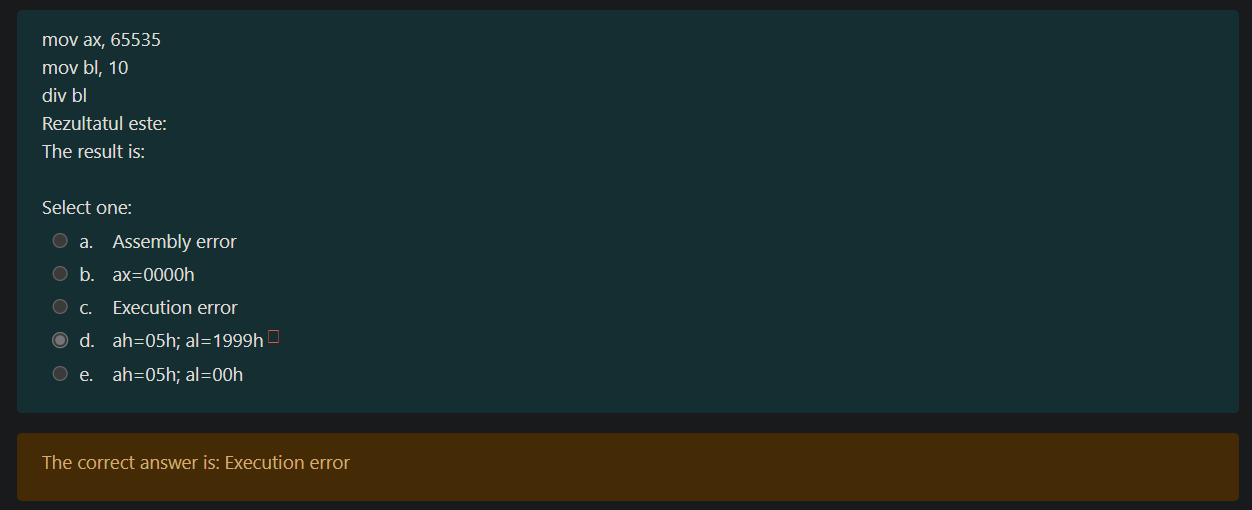 mov ax, 65535
mov bl, 10
div bl
Rezultatul este:
The result is:
Select one:
a. Assembly error
b. ax=0000h
c. Execution error
d. ah=05h; al=1999h
e. ah=05h; al=00h
The correct answer is: Execution error